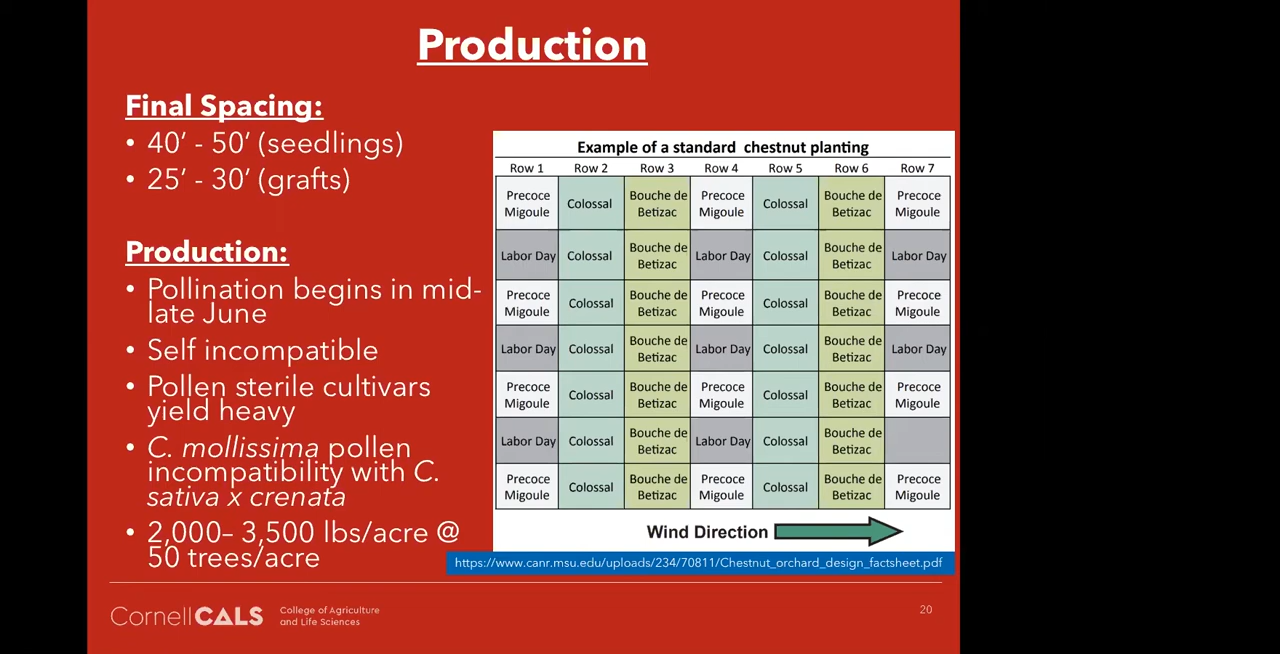 Production
Final Spacing:
• 40’ - 50’ (seedlings)
• 25’ - 30’ (grafts)
Production:
• Pollination begins in mid-
late June
• Self incompatible
• Pollen sterile cultivars
yield heavy
• C. mollissima pollen
incompatibility with C.
sativa x crenata
• 2,000– 3,500 lbs/acre @
50 trees/acre
Example of a standard chestnut planting
Row 1 Row 2 Row 3 Row 4 Row 5 Row 6 Row 7
Precoce Migoule Colossal Bouche de Betizac Precoce Migoule Colossal Bouche de Betizac Precoce Migoule
Labor Day Colossal Bouche de Betizac Labor Day Colossal Bouche de Betizac Labor Day
Precoce Migoule Colossal Bouche de Betizac Precoce Migoule Colossal Bouche de Betizac Precoce Migoule
Labor Day Colossal Bouche de Betizac Labor Day Colossal Bouche de Betizac Labor Day
Precoce Migoule Colossal Bouche de Betizac Precoce Migoule Colossal Bouche de Betizac Precoce Migoule
Labor Day Colossal Bouche de Betizac Labor Day Colossal Bouche de Betizac
Precoce Migoule Colossal Bouche de Betizac Precoce Migoule Colossal Bouche de Betizac Precoce Migoule
Wind Direction
https://www.canr.msu.edu/uploads/234/70811/Chestnut_orchard_design_factsheet.pdf
CornellCALS
College of Agriculture
and Life Sciences
20